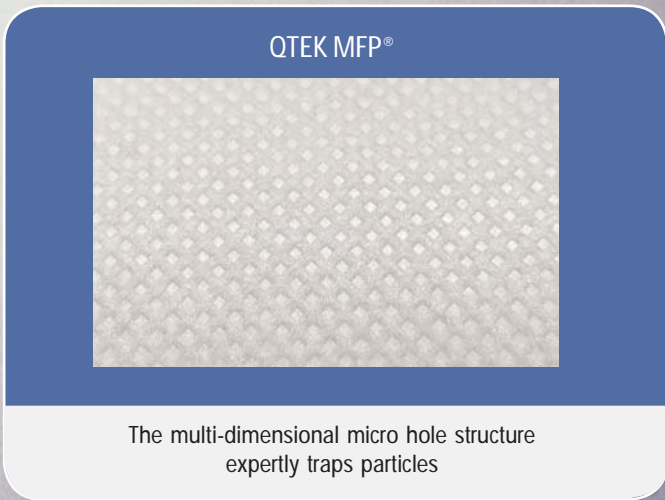 QTEK MFP®
The multi-dimensional micro hole structure
expertly traps particles